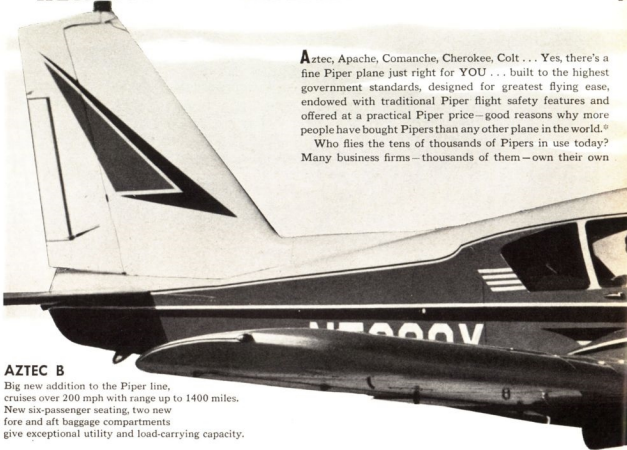 Aztec, Apache, Comanche, Cherokee, Colt . . . Yes, there's a
fine Piper plane just right for YOU . . . built to the highest
government standards, designed for greatest flying ease,
endowed with traditional Piper flight safety features and
offered at a practical Piper price—good reasons why more
people have bought Pipers than any other plane in the world.*
Who flies the tens of thousands of Pipers in use today?
Many business firms—thousands of them—own their own
AZTEC B
Big new addition to the Piper line,
cruises over 200 mph with range up to 1400 miles.
New six-passenger seating, two new
fore and aft baggage compartments
give exceptional utility and load-carrying capacity.